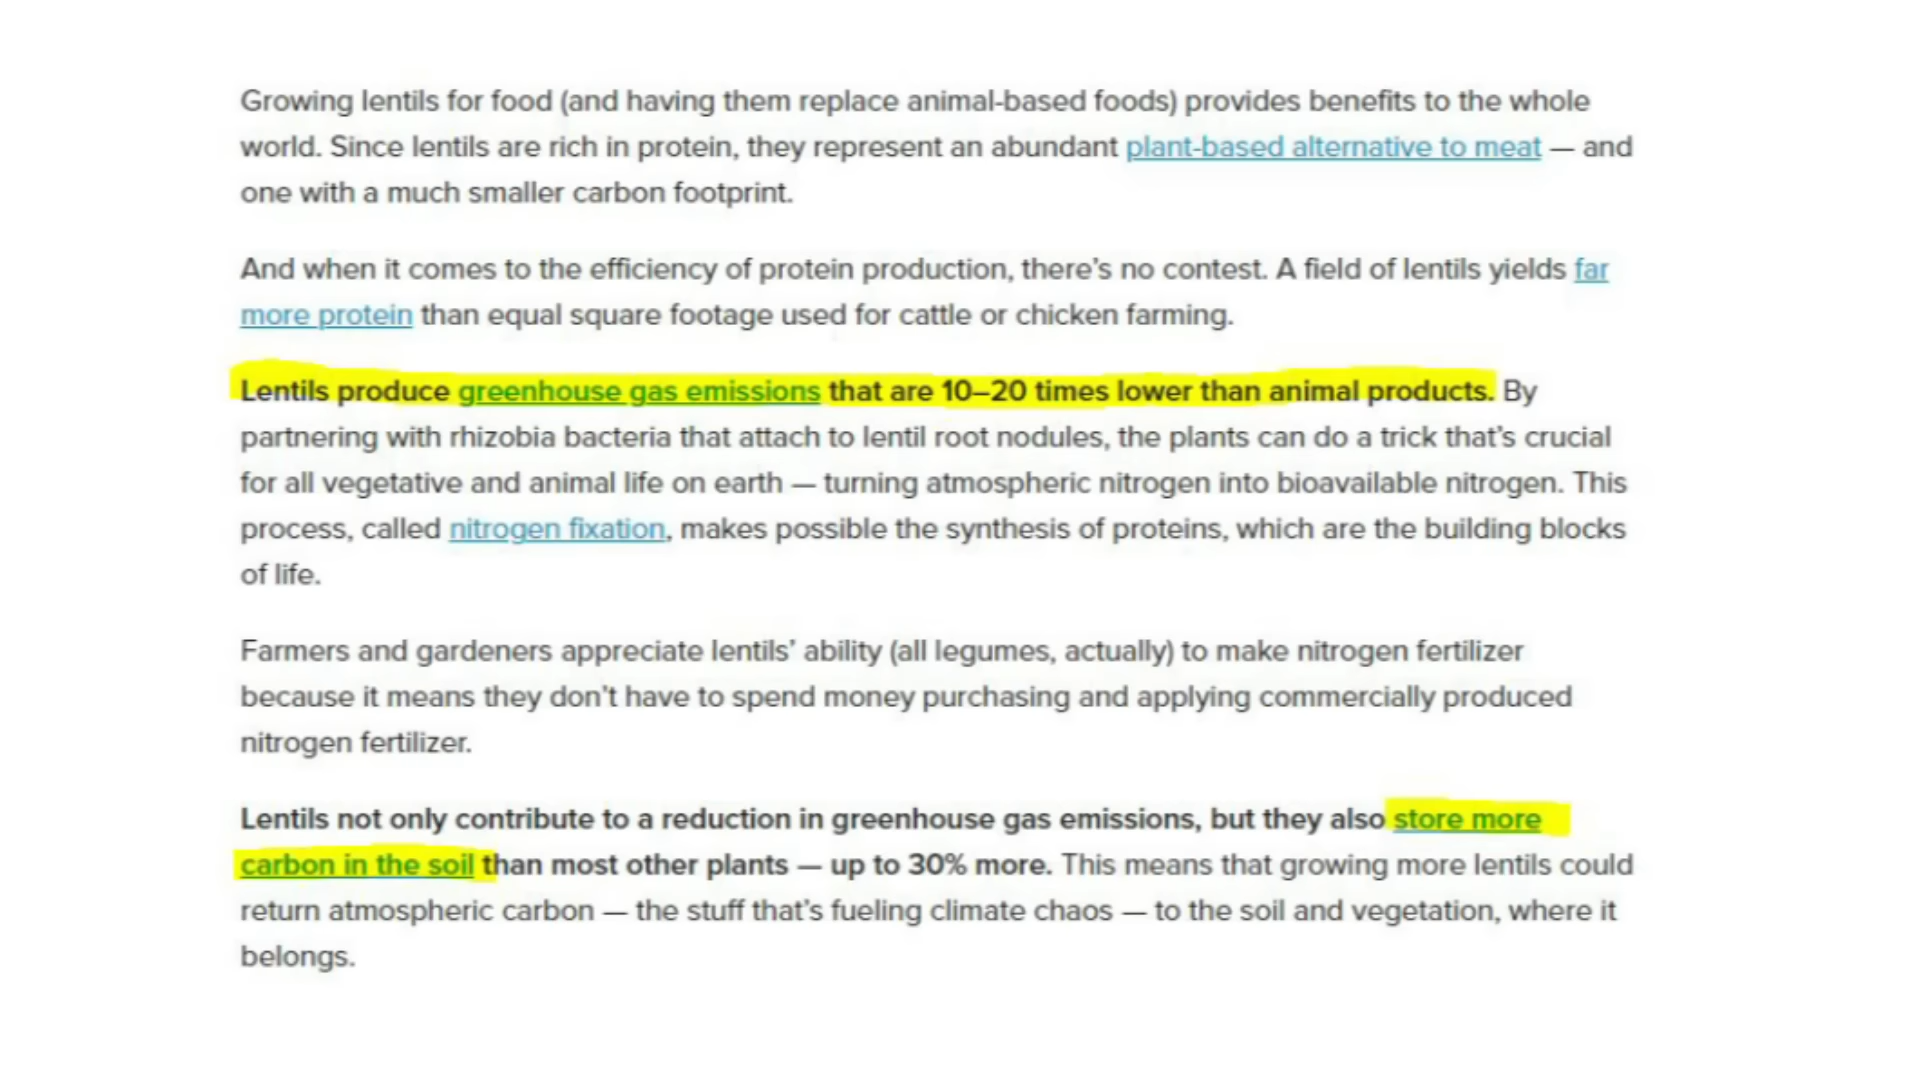 Growing lentils for food (and having them replace animal-based foods) provides benefits to the whole
world. Since lentils are rich in protein, they represent an abundant plant-based alternative to meat — and
one with a much smaller carbon footprint.
And when it comes to the efficiency of protein production, there's no contest. A field of lentils yields far
more protein than equal square footage used for cattle or chicken farming.
Lentils produce greenhouse gas emissions that are 10–20 times lower than animal products. By
partnering with rhizobia bacteria that attach to lentil root nodules, the plants can do a trick that's crucial
for all vegetative and animal life on earth — turning atmospheric nitrogen into bioavailable nitrogen. This
process, called nitrogen fixation, makes possible the synthesis of proteins, which are the building blocks
of life.
Farmers and gardeners appreciate lentils' ability (all legumes, actually) to make nitrogen fertilizer
because it means they don't have to spend money purchasing and applying commercially produced
nitrogen fertilizer.
Lentils not only contribute to a reduction in greenhouse gas emissions, but they also store more
carbon in the soil than most other plants — up to 30% more. This means that growing more lentils could
return atmospheric carbon — the stuff that's fueling climate chaos — to the soil and vegetation, where it
belongs.